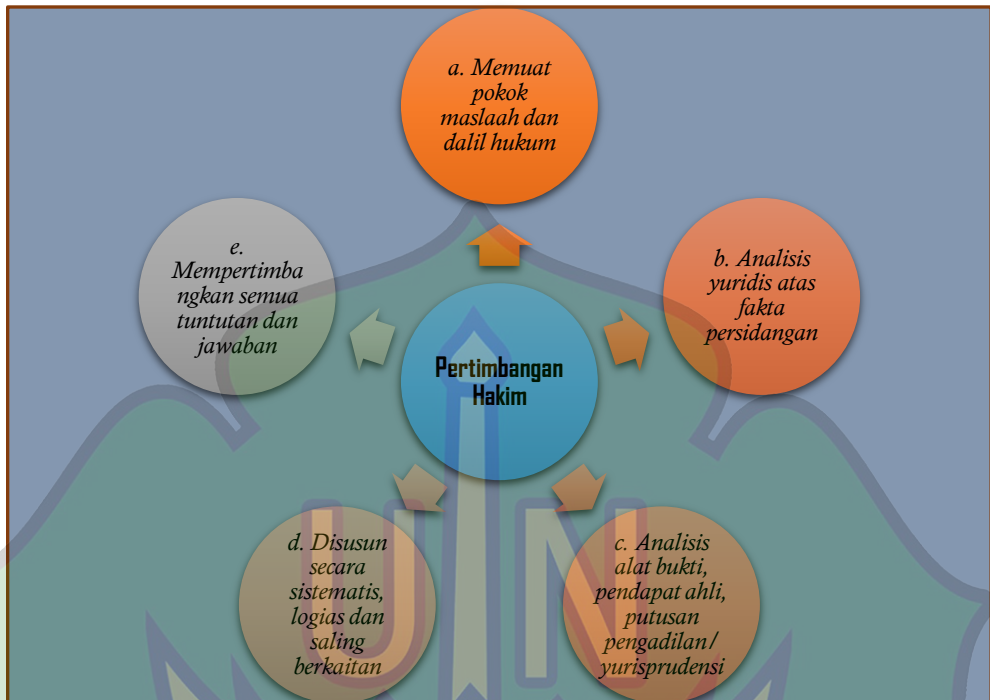 a. Memuat
pokok
maslaah dan
dalil hukum
e.
Mempertimba
ngkan semua
tuntutan dan
jawaban
b. Analisis
yuridis atas
fakta
persidangan
Pertimbangan
Hakim
d. Disusun
secara
sistematis,
logias dan
saling
berkaitan
c. Analisis
alat bukti,
pendapat ahli,
putusan
pengadilan/
yurisprudensi
UN